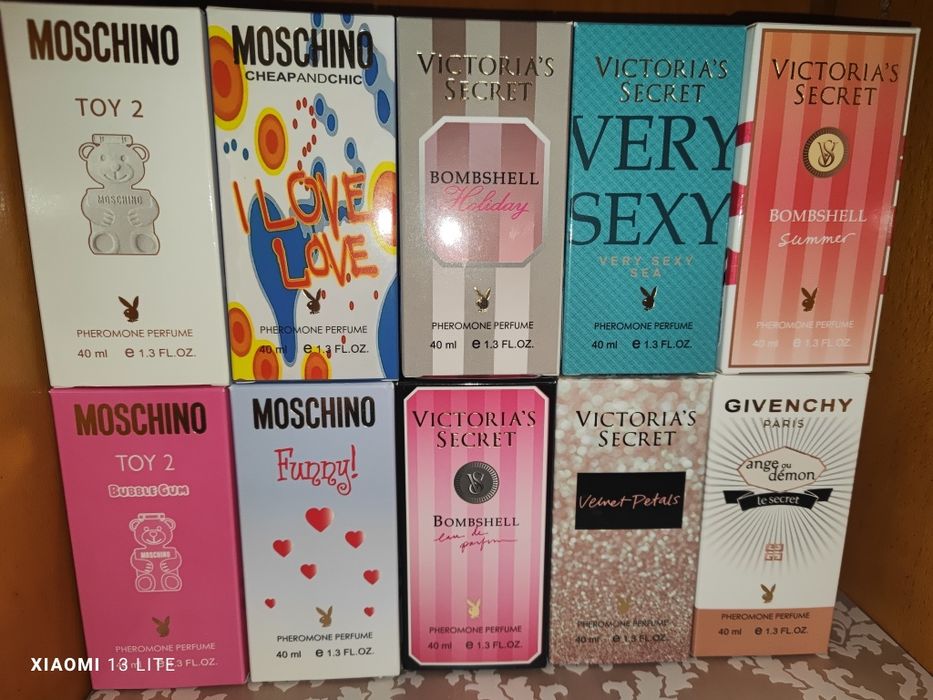 MOSCHINO
TOY 2
MOSCHINO
PHEROMONE PERFUME
40 ml e 1.3 FL.OZ.
MOSCHINO
CHEAPANDCHIC
I LOVE
LOVE
PHEROMONE PERFUME
40 ml e 1.3 FL.OZ.
VICTORIA'S
SECRET
BOMBSHELL
Holiday
PHEROMONE PERFUME
40 ml e 1.3 FL.OZ.
VICTORIA'S
SECRET
VERY
SEXY
VERY SEXY
SEA
PHEROMONE PERFUME
40 ml e 1.3 FL.OZ.
VICTORIA'S
SECRET
VS
BOMBSHELL
Summer
PHEROMONE PERFUME
40 ml e 1.3 FL.OZ.
MOSCHINO
TOY 2
BUBBLE GUM
MOSCHINO
PHEROMONE PERFUME
1.3 FL.OZ.
MOSCHINO
Funny!
PHEROMONE PERFUME
40 ml e 1.3 FL.OZ.
VICTORIA'S
SECRET
VS
BOMBSHELL
eau de
parfum
PHEROMONE PERFUME
40 ml e 1.3 FL.OZ.
VICTORIA'S
SECRET
Velvet Petals
PHEROMONE PERFUME
40 ml e 1.3 FL.OZ.
GIVENCHY
PARIS
ange ou
démon
le secret
PHEROMONE PERFUME
40 ml e 1.3 FL.OZ.
XIAOMI 13 LITE